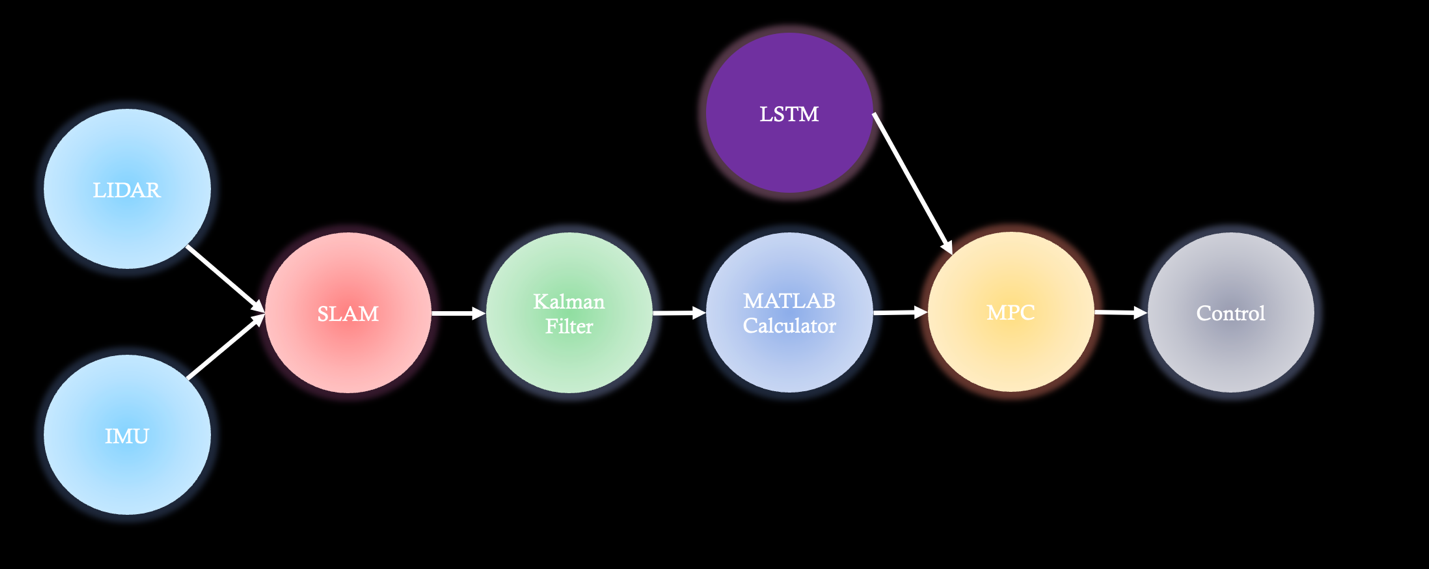 LSTM
LIDAR
SLAM
Kalman
Filter
MATLAB
Calculator
MPC
Control
IMU